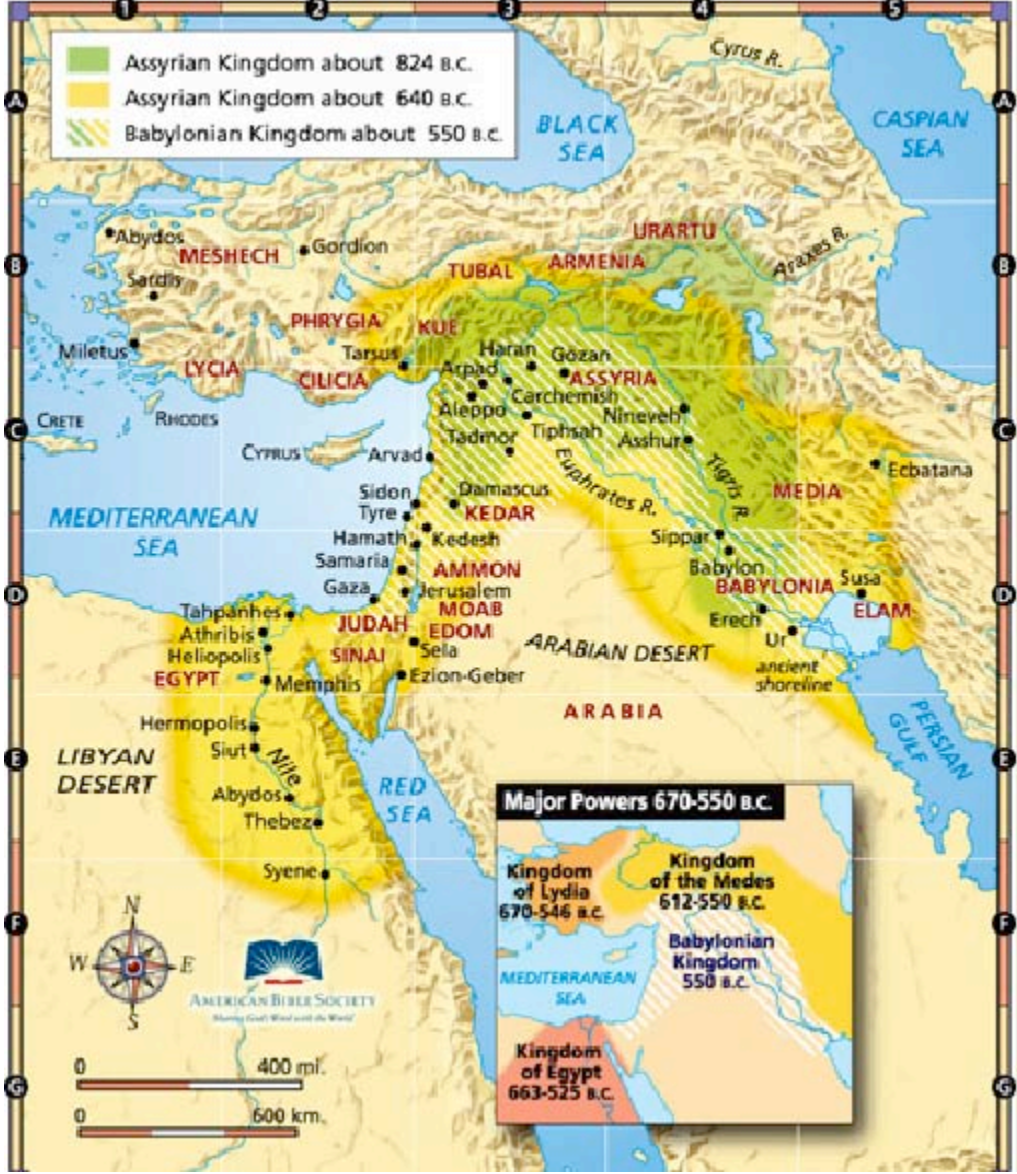 1 2 3 4 5
Assyrian Kingdom about 824 B.C.
Assyrian Kingdom about 640 B.C.
Babylonian Kingdom about 550 B.C.
Cyrus R.
A
A
BLACK
SEA
CASPIAN
SEA
URARTU
Abydos
Gordion
MESHECH
ARMENIA
Araxes R.
B
B
TUBAL
Sardis
PHRYGIA
KUE
Miletus
Tarsus
Haran
Gozan
LYCIA
CILICIA
Arpad
ASSYRIA
Carchemish
Aleppo
Nineveh
CRETE
RHODES
C
C
Tadmor
Tiphsah
Asshur
CYPRUS
Arvad
Euphrates R.
Tigris R.
Ecbatana
Sidon
Damascus
MEDIA
Tyre
KEDAR
MEDITERRANEAN
SEA
Hamath
Kedesh
Sippar
Samaria
AMMON
Babylon
Gaza
Jerusalem
BABYLONIA
Susa
D
D
Tahpanhes
MOAB
Erech
ELAM
Athribis
JUDAH
EDOM
Ur
Heliopolis
SINAI
Sela
ARABIAN DESERT
EGYPT
Memphis
Ezion-Geber
ancient
shoreline
ARABIA
Hermopolis
PERSIAN
GULF
Siut
Nile
LIBYAN
DESERT
E
E
Abydos
RED
SEA
Thebez
Major Powers 670-550 B.C.
Syene
Kingdom
of Lydia
670-546 B.C.
Kingdom
of the Medes
612-550 B.C.
N
F
F
W
E
S
Babylonian
Kingdom
550 B.C.
MEDITERRANEAN
SEA
AMERICAN BIBLE SOCIETY
Sharing God's Word with the World
Kingdom
of Egypt
663-525 B.C.
0 400 mi.
G
G
0 600 km.